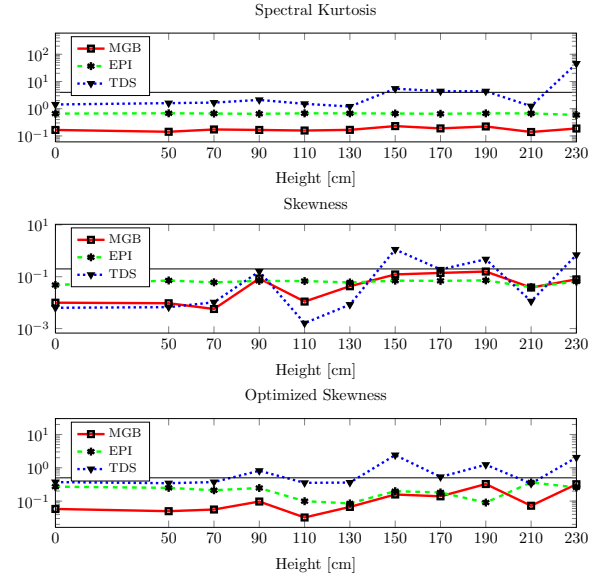 Spectral Kurtosis
10^2
10^1
10^0
10^-1
MGB
EPI
TDS
0 50 70 90 110 130 150 170 190 210 230
Height [cm]
Skewness
10^1
10^-1
10^-3
MGB
EPI
TDS
0 50 70 90 110 130 150 170 190 210 230
Height [cm]
Optimized Skewness
10^1
10^0
10^-1
MGB
EPI
TDS
0 50 70 90 110 130 150 170 190 210 230
Height [cm]